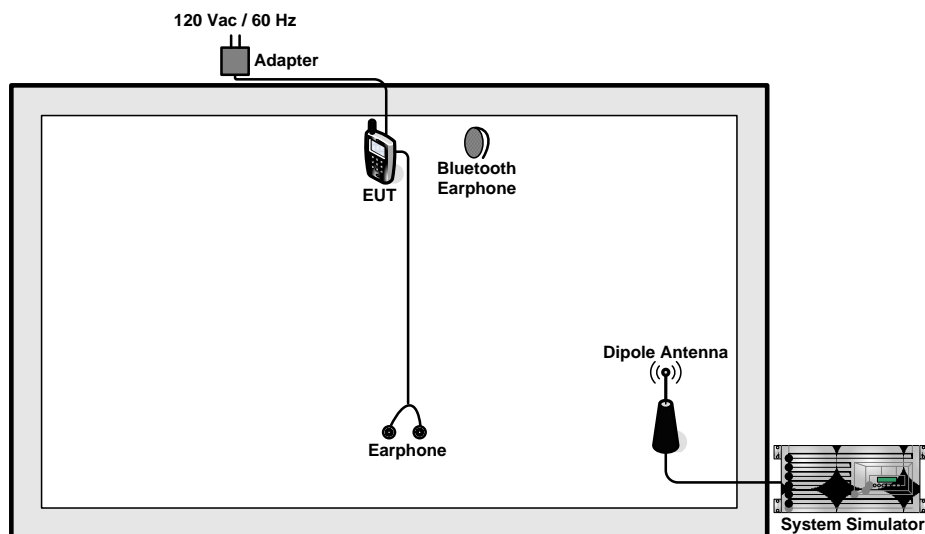 120 Vac / 60 Hz
Adapter
EUT
Bluetooth
Earphone
Dipole Antenna
Earphone
System Simulator